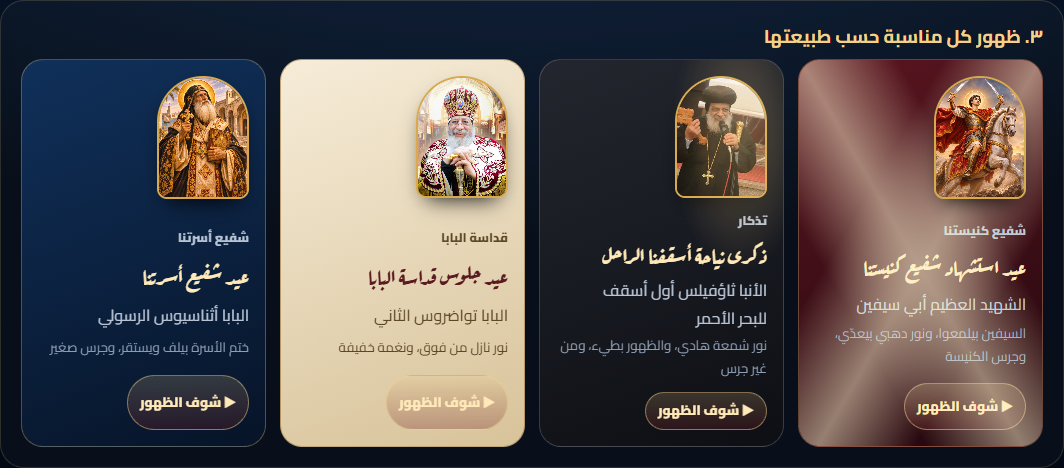 ٣. ظهور كل مناسبة حسب طبيعتها
شفيع كنيستنا
عيد استشهاد شفيع كنيستنا
الشهيد العظيم أبي سيفين
السيفين بيلمعوا، ونور دهبي بيعدّي،
وجرس الكنيسة
▶ شوف الظهور
تذكار
ذكرى نياحة أسقفنا الراحل
الأنبا ثاؤفيلس أول أسقف
للبحر الأحمر
نور شمعة هادي، والظهور بطيء، ومن
غير جرس
▶ شوف الظهور
قداسة البابا
عيد جلوس قداسة البابا
البابا تواضروس الثاني
نور نازل من فوق، ونغمة خفيفة
▶ شوف الظهور
شفيع أسرتنا
عيد شفيع أسرتنا
البابا أثناسيوس الرسولي
ختم الأسرة بيلف ويستقر، وجرس صغير
▶ شوف الظهور